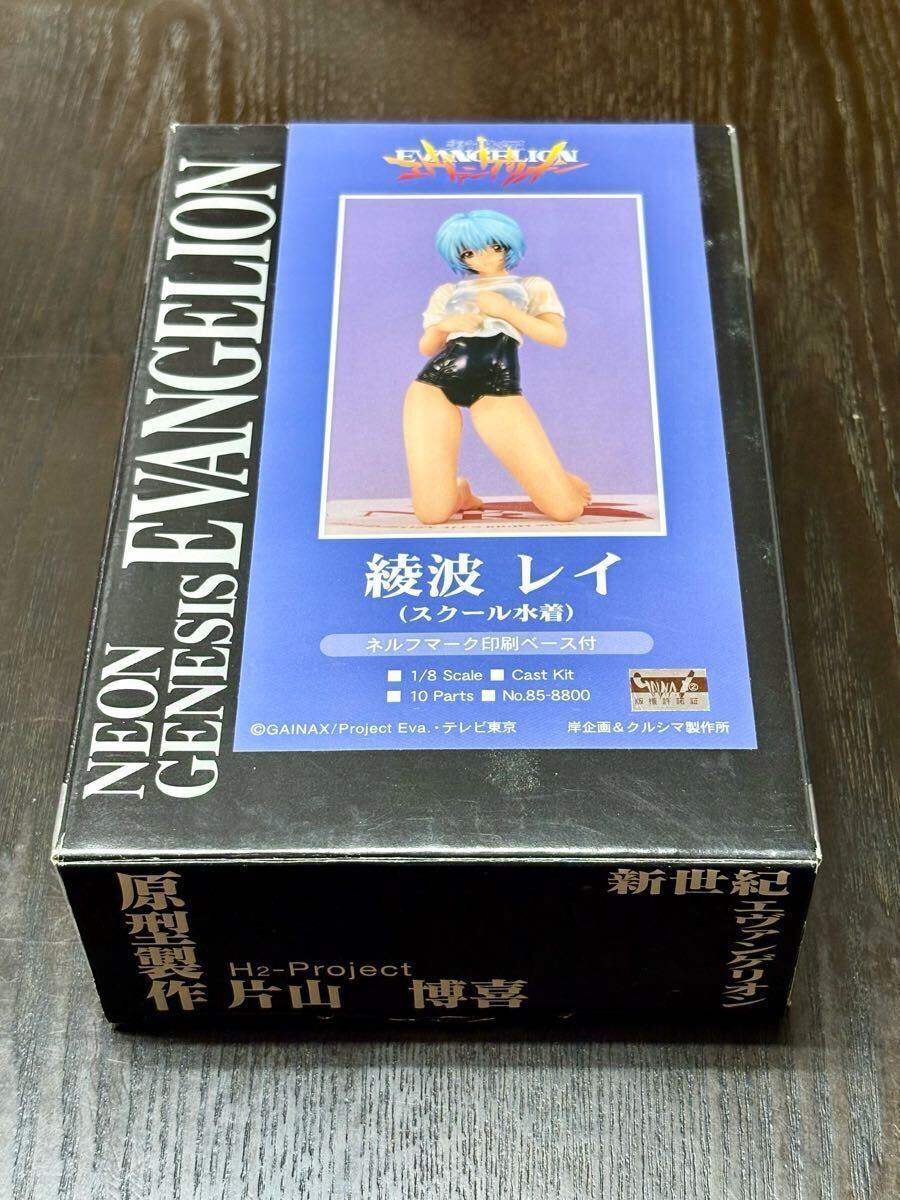 NEON
GENESIS EVANGELION
EVANGELION
エヴァンゲリオン
綾波 レイ
(スクール水着)
ネルフマーク印刷ベース付
■ 1/8 Scale ■ Cast Kit
■ 10 Parts ■ No.85-8800
GAINAX
版権許諾証
©GAINAX/Project Eva.・テレビ東京
岸企画&クルシマ製作所
原型製作
H2-Project
片山 博喜
新世紀
エヴァンゲリオン